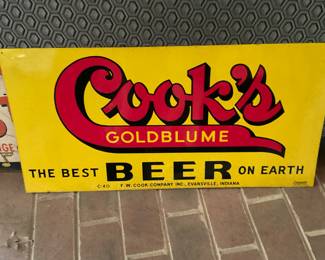 Cook's
GOLDBLUME
THE BEST BEER ON EARTH
C-40 F.W. COOK COMPANY INC., EVANSVILLE, INDIANA